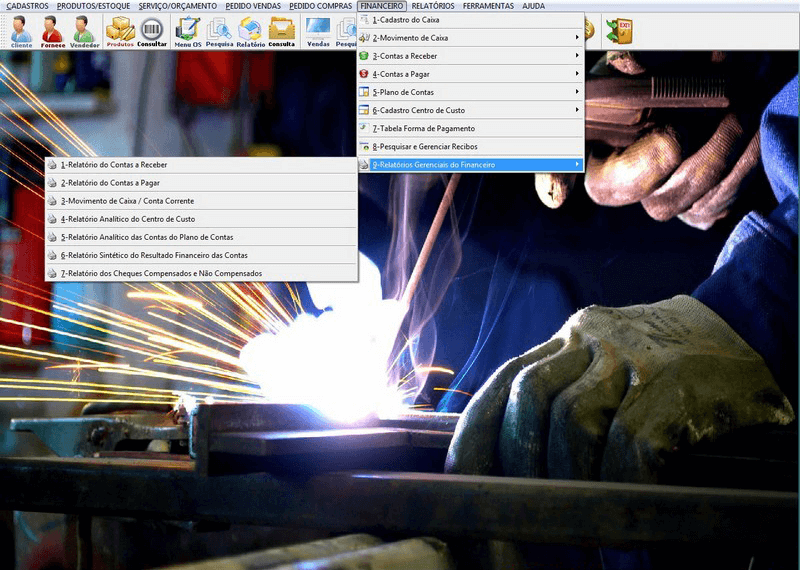 CADASTROS PRODUTOS/ESTOQUE SERVIÇO/ORÇAMENTO PEDIDO VENDAS PEDIDO COMPRAS FINANCEIRO RELATÓRIOS FERRAMENTAS AJUDA
Cliente Fornece Vendedor Produtos Consultar Menu OS Pesquisa Relatório Consulta Vendas
1-Cadastro do Caixa
2-Movimento de Caixa
3-Contas a Receber
4-Contas a Pagar
5-Plano de Contas
6-Cadastro Centro de Custo
7-Tabela Forma de Pagamento
8-Pesquisar e Gerenciar Recibos
9-Relatórios Gerenciais do Financeiro
1-Relatório do Contas a Receber
2-Relatório do Contas a Pagar
3-Movimento de Caixa / Conta Corrente
4-Relatório Analítico do Centro de Custo
5-Relatório Analítico das Contas do Plano de Contas
6-Relatório Sintético do Resultado Financeiro das Contas
7-Relatório dos Cheques Compensados e Não Compensados